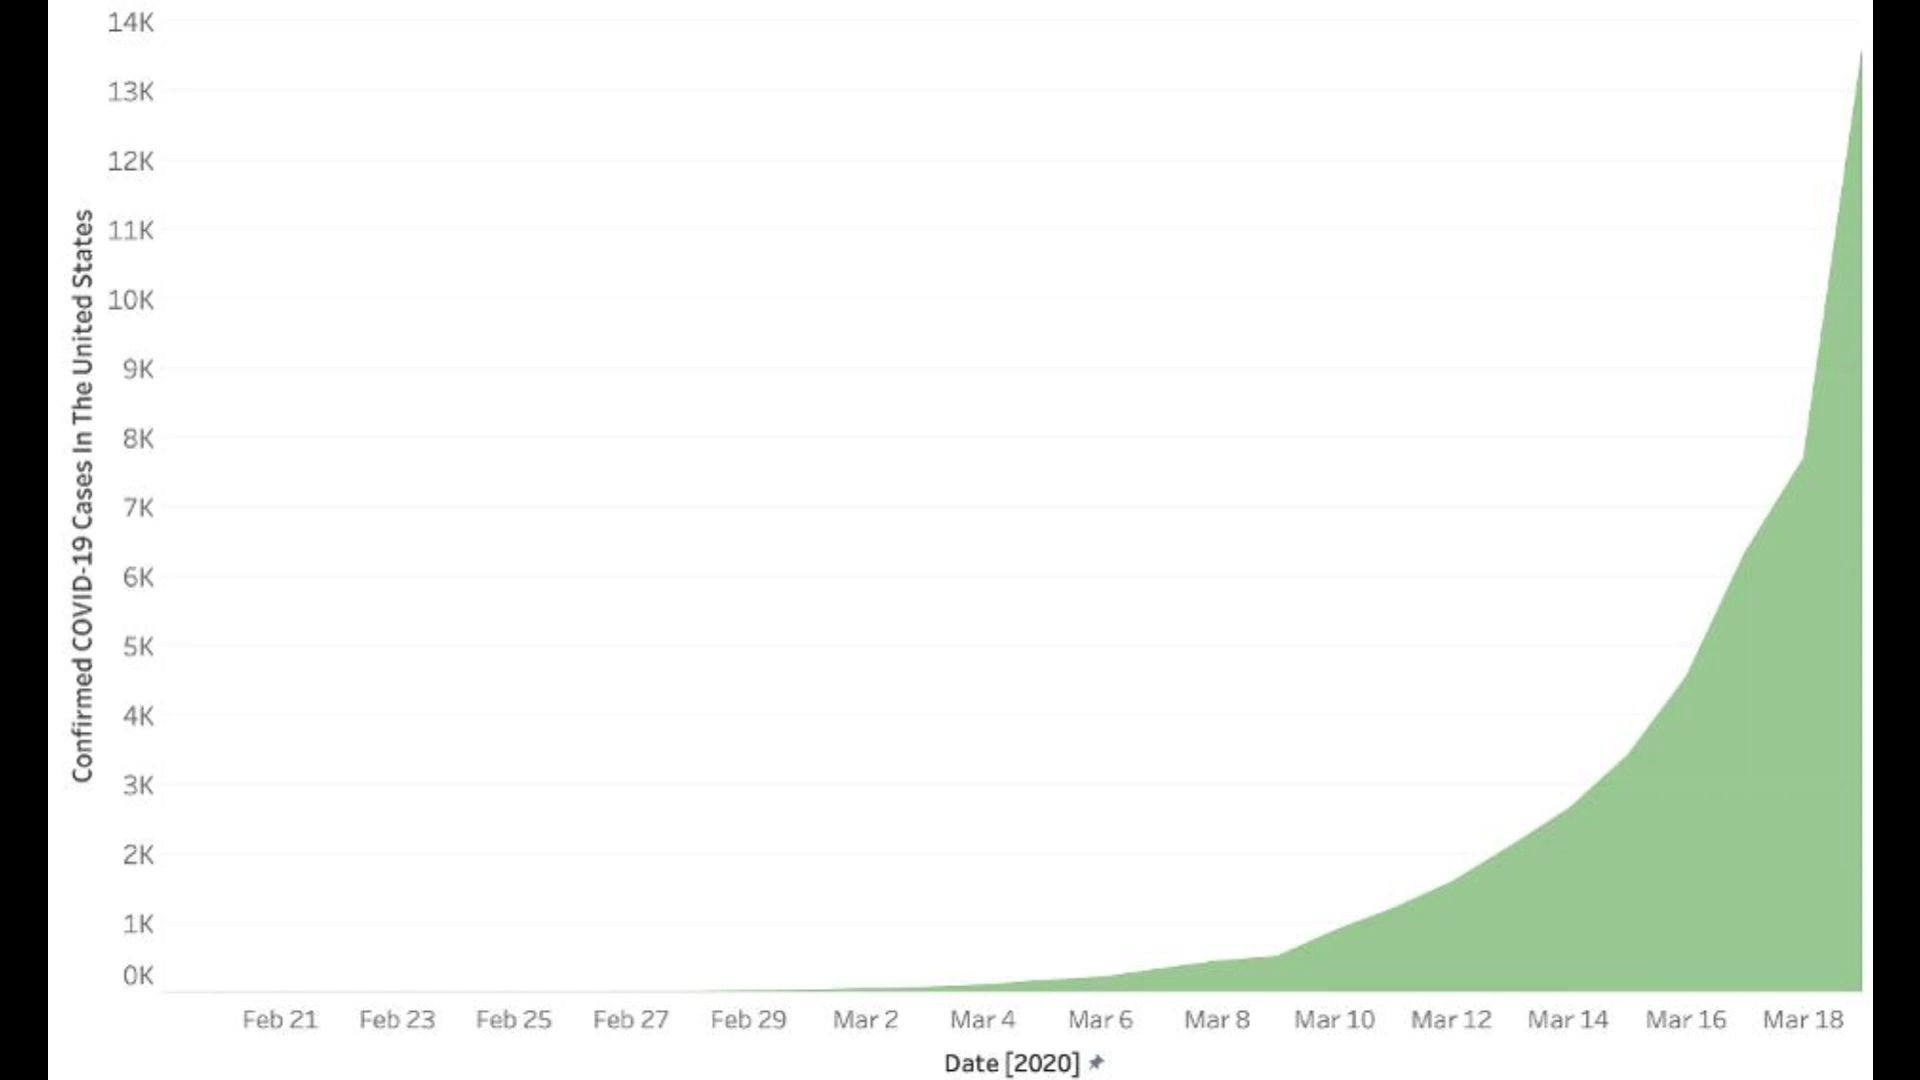 14K
13K
12K
11K
10K
9K
8K
7K
6K
5K
4K
3K
2K
1K
0K
Confirmed COVID-19 Cases In The United States
Feb 21 Feb 23 Feb 25 Feb 27 Feb 29 Mar 2 Mar 4 Mar 6 Mar 8 Mar 10 Mar 12 Mar 14 Mar 16 Mar 18
Date [2020]